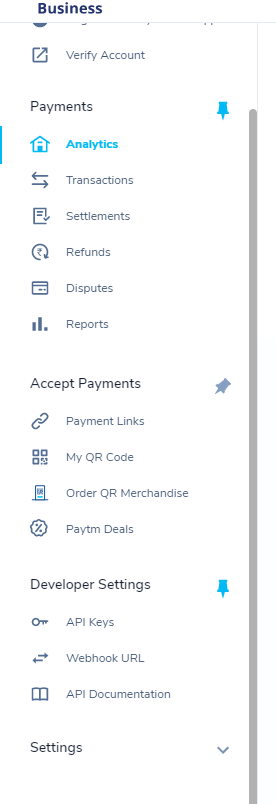 Business
Verify Account
Payments
Analytics
Transactions
Settlements
Refunds
Disputes
Reports
Accept Payments
Payment Links
My QR Code
Order QR Merchandise
Paytm Deals
Developer Settings
API Keys
Webhook URL
API Documentation
Settings